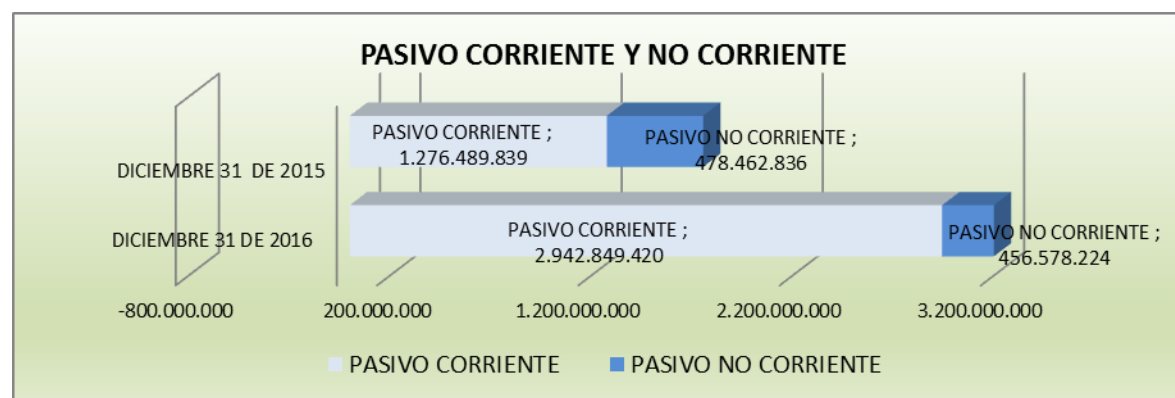 PASIVO CORRIENTE Y NO CORRIENTE
PASIVO CORRIENTE ;
1.276.489.839
PASIVO NO CORRIENTE ;
478.462.836
DICIEMBRE 31 DE 2015
PASIVO CORRIENTE ;
2.942.849.420
PASIVO NO CORRIENTE ;
456.578.224
DICIEMBRE 31 DE 2016
-800.000.000
200.000.000
1.200.000.000
2.200.000.000
3.200.000.000
PASIVO CORRIENTE
PASIVO NO CORRIENTE